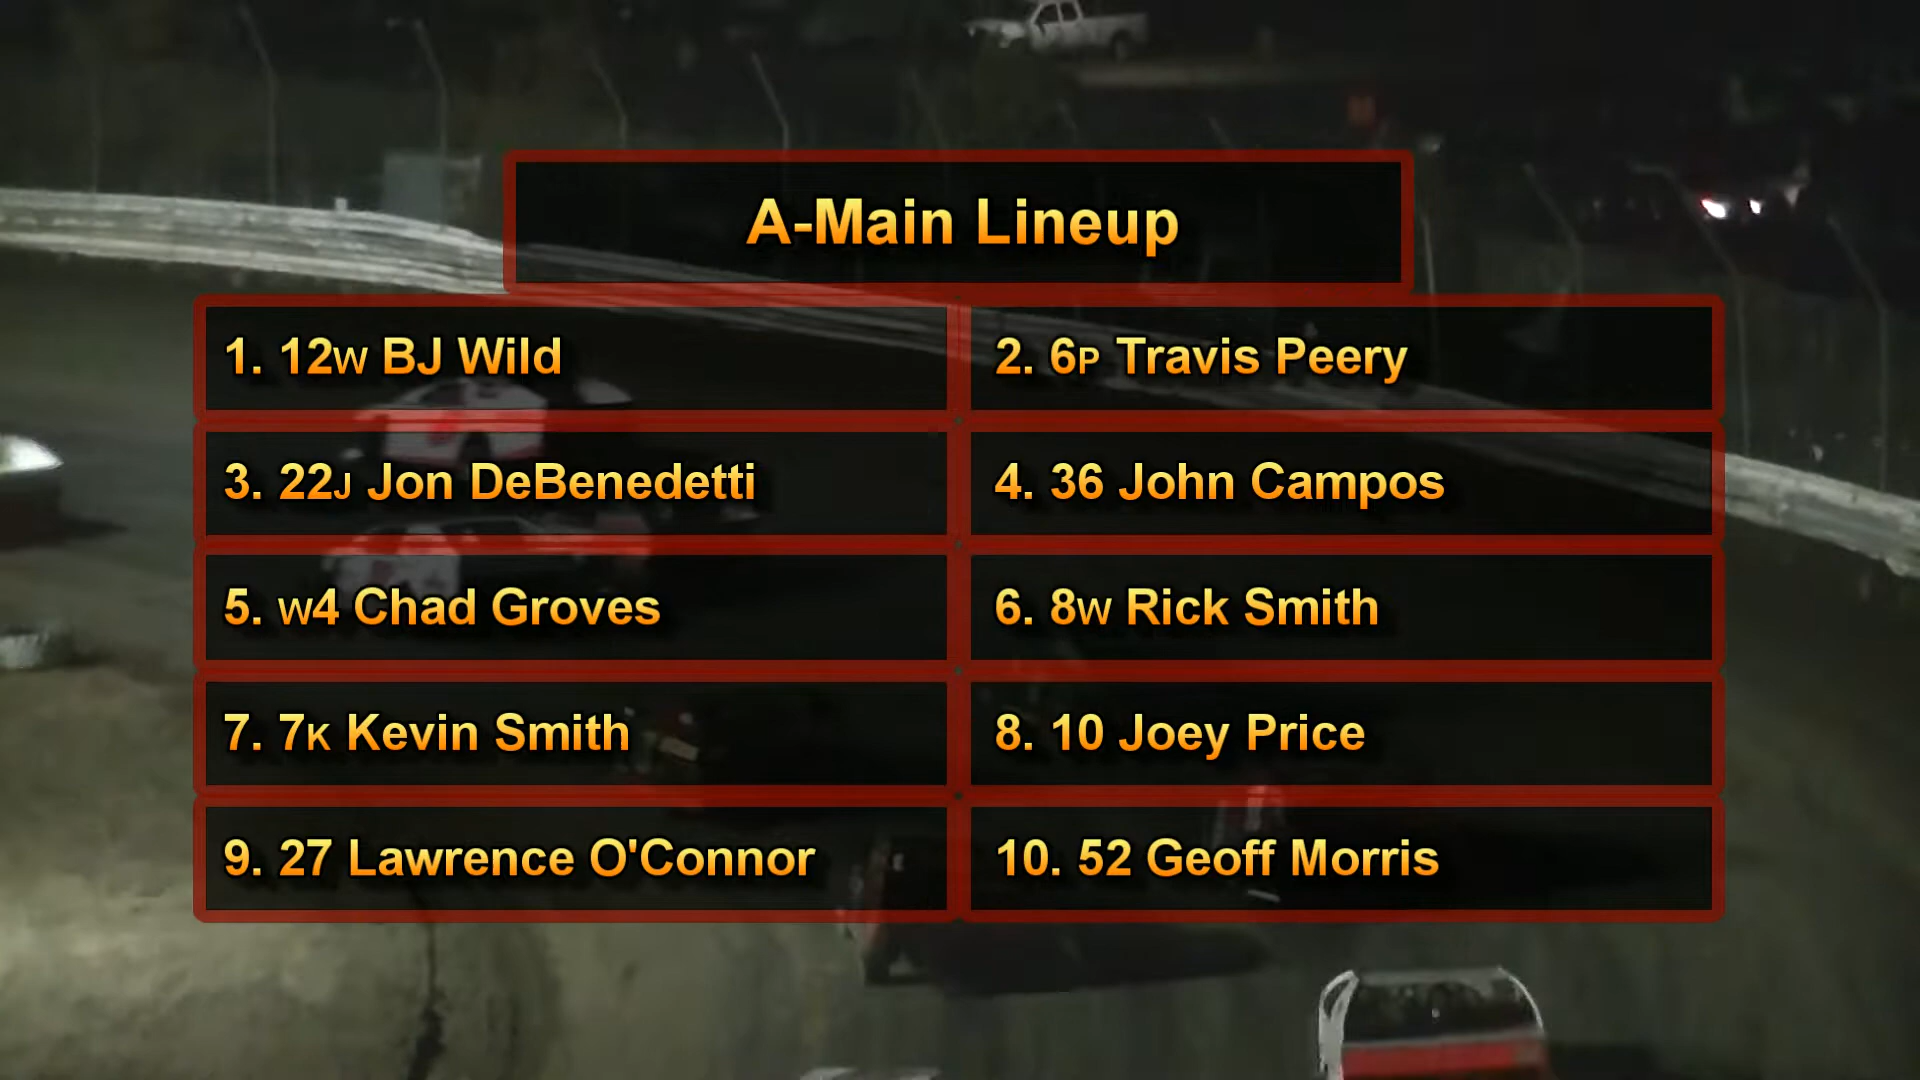 A-Main Lineup
1. 12W BJ Wild
2. 6P Travis Peery
3. 22J Jon DeBenedetti
4. 36 John Campos
5. W4 Chad Groves
6. 8W Rick Smith
7. 7K Kevin Smith
8. 10 Joey Price
9. 27 Lawrence O'Connor
10. 52 Geoff Morris